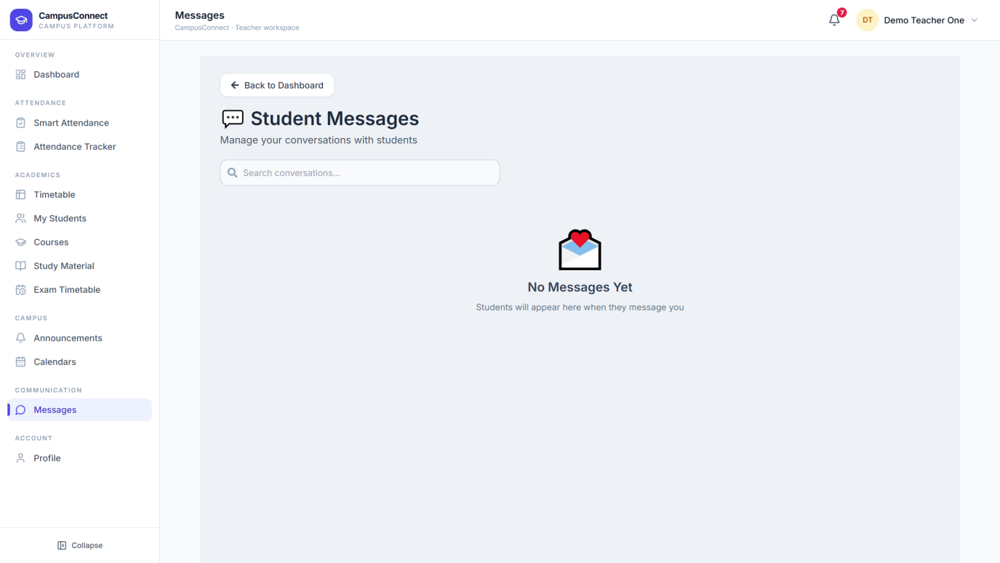 CampusConnect
CAMPUS PLATFORM
OVERVIEW
Dashboard
ATTENDANCE
Smart Attendance
Attendance Tracker
ACADEMICS
Timetable
My Students
Courses
Study Material
Exam Timetable
CAMPUS
Announcements
Calendars
COMMUNICATION
Messages
ACCOUNT
Profile
Collapse
Messages
CampusConnect · Teacher workspace
7
DT
Demo Teacher One
Back to Dashboard
Student Messages
Manage your conversations with students
Search conversations...
No Messages Yet
Students will appear here when they message you